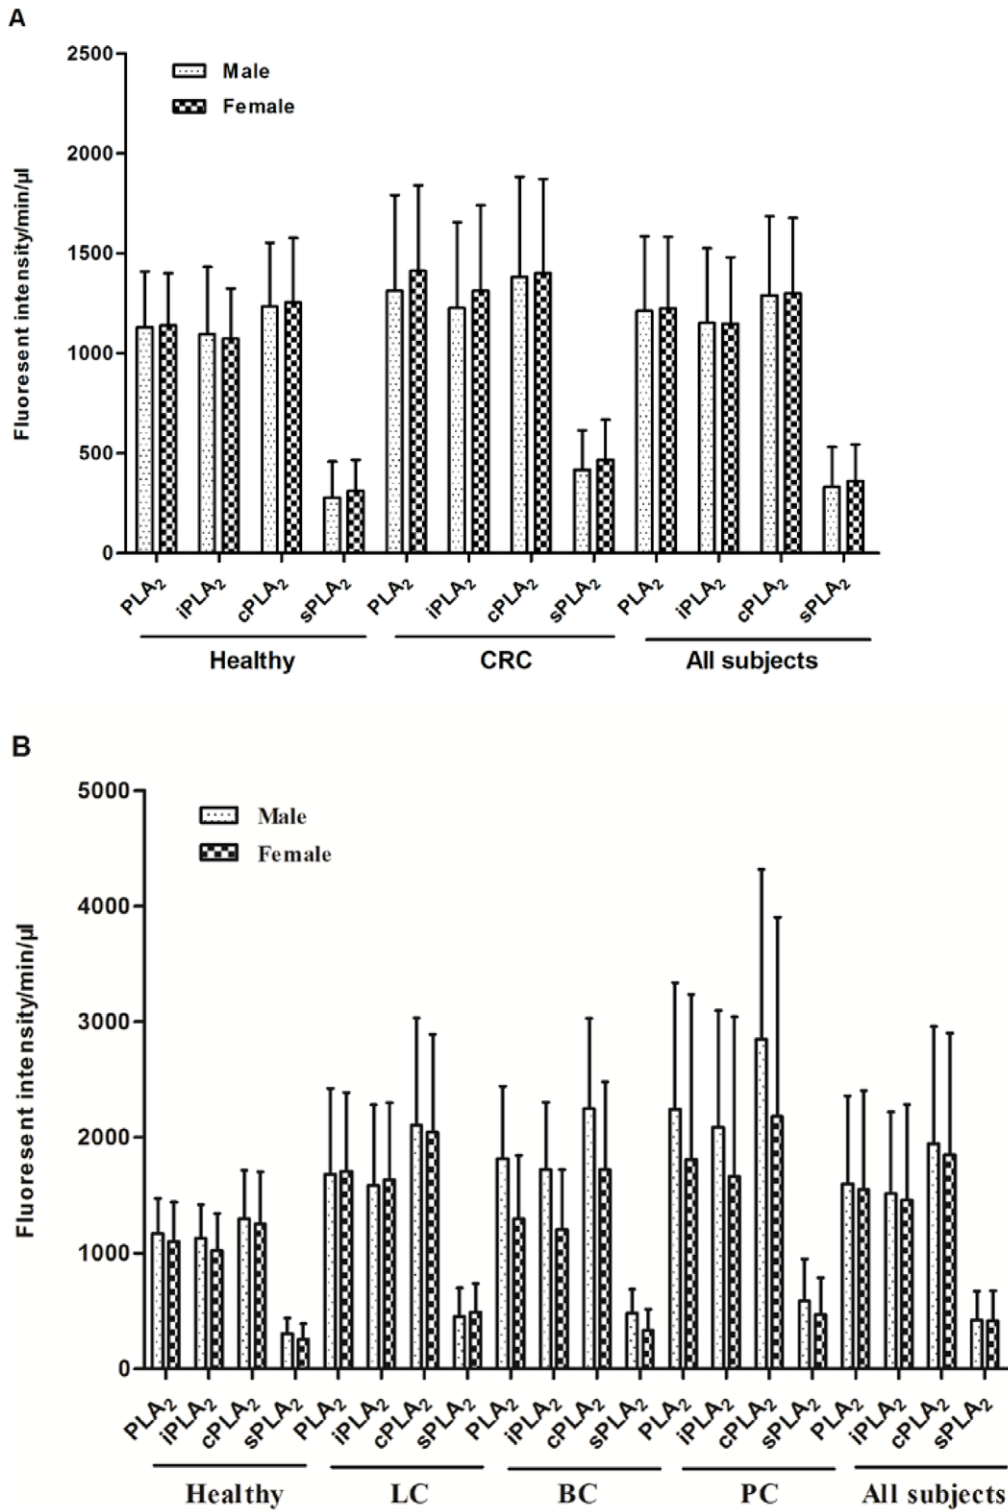 A
2500
2000
1500
1000
500
0
Fluoresent intensity/min/µl
Male
Female
PLA₂ iPLA₂ cPLA₂ sPLA₂ PLA₂ iPLA₂ cPLA₂ sPLA₂ PLA₂ iPLA₂ cPLA₂ sPLA₂
Healthy CRC All subjects
B
5000
4000
3000
2000
1000
0
Fluoresent intensity/min/µl
Male
Female
PLA₂ iPLA₂ cPLA₂ sPLA₂ PLA₂ iPLA₂ cPLA₂ sPLA₂ PLA₂ iPLA₂ cPLA₂ sPLA₂ PLA₂ iPLA₂ cPLA₂ sPLA₂ PLA₂ iPLA₂ cPLA₂ sPLA₂
Healthy LC BC PC All subjects